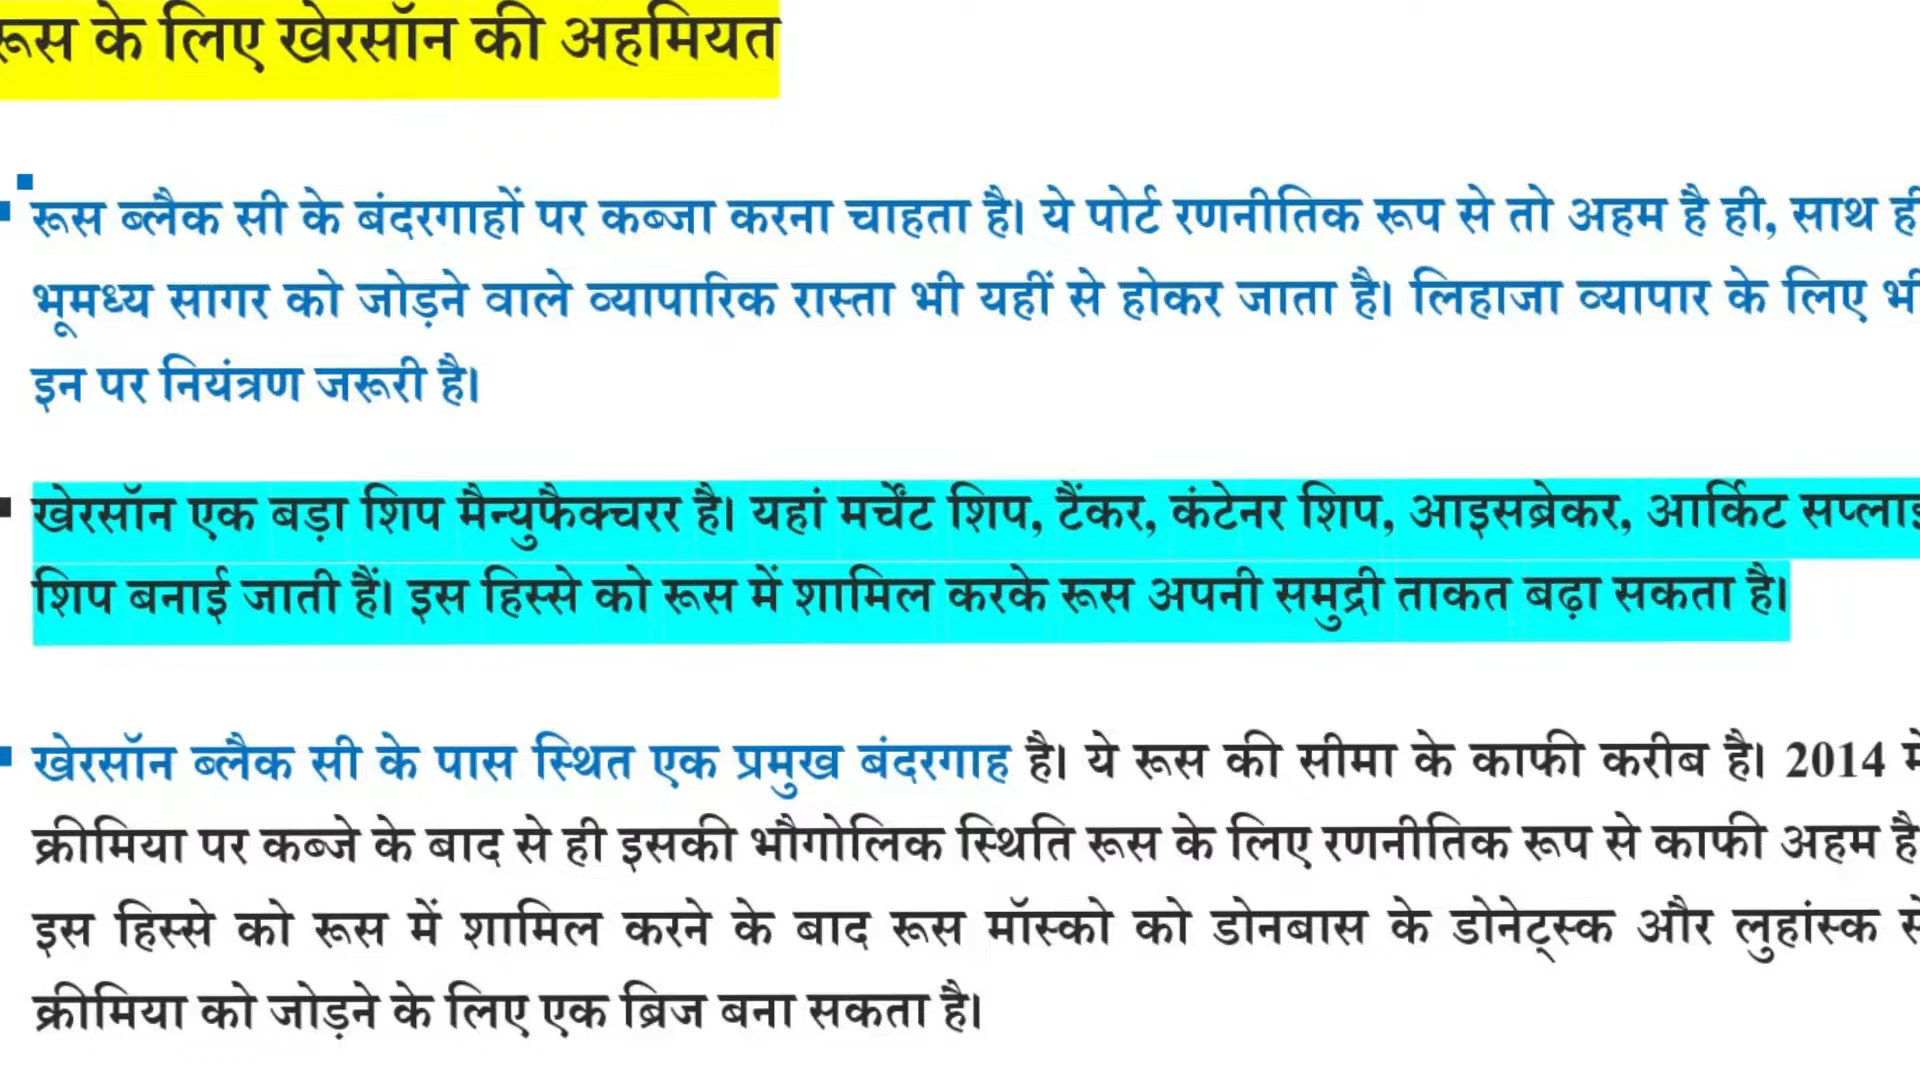 रूस के लिए खेरसॉन की अहमियत
रूस ब्लैक सी के बंदरगाहों पर कब्जा करना चाहता है। ये पोर्ट रणनीतिक रूप से तो अहम है ही, साथ ही
भूमध्य सागर को जोड़ने वाले व्यापारिक रास्ता भी यहीं से होकर जाता है। लिहाजा व्यापार के लिए भी
इन पर नियंत्रण जरूरी है।
खेरसॉन एक बड़ा शिप मैन्युफैक्चरर है। यहां मर्चेंट शिप, टैंकर, कंटेनर शिप, आइसब्रेकर, आर्किट सप्लाई
शिप बनाई जाती हैं। इस हिस्से को रूस में शामिल करके रूस अपनी समुद्री ताकत बढ़ा सकता है।
खेरसॉन ब्लैक सी के पास स्थित एक प्रमुख बंदरगाह है। ये रूस की सीमा के काफी करीब है। 2014 में
क्रीमिया पर कब्जे के बाद से ही इसकी भौगोलिक स्थिति रूस के लिए रणनीतिक रूप से काफी अहम है
इस हिस्से को रूस में शामिल करने के बाद रूस मॉस्को को डोनबास के डोनेट्स्क और लुहांस्क से
क्रीमिया को जोड़ने के लिए एक ब्रिज बना सकता है।